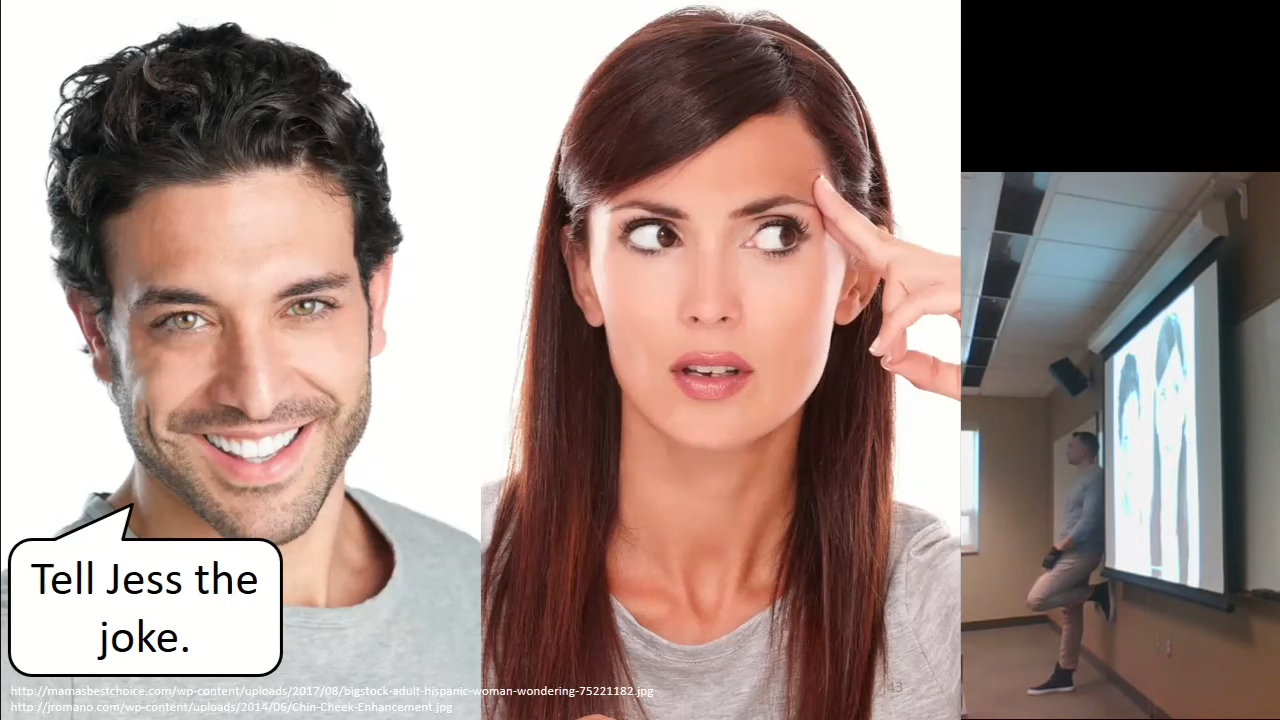 Tell Jess the
joke.
http://mamasbestchoice.com/wp-content/uploads/2017/08/bigstock-adult-hispanic-woman-wondering-75221182.jpg
43
http://jromano.com/wp-content/uploads/2014/06/Chin-Cheek-Enhancement.jpg